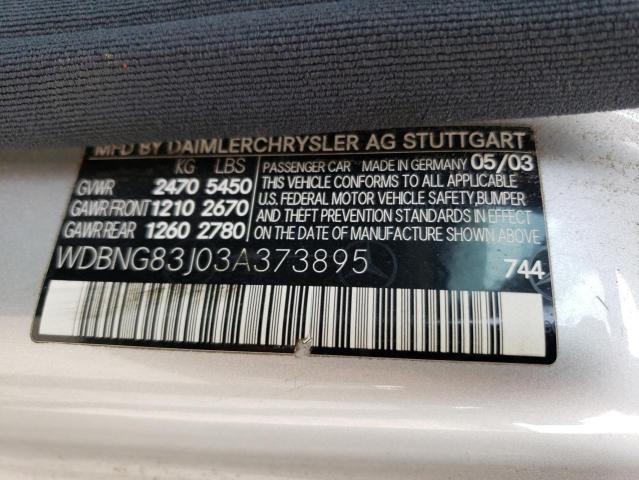 MFD BY DAIMLERCHRYSLER AG STUTTGART
KG LBS
GVWR 2470 5450
GAWR FRONT 1210 2670
GAWR REAR 1260 2780
PASSENGER CAR MADE IN GERMANY 05/03
THIS VEHICLE CONFORMS TO ALL APPLICABLE
U.S. FEDERAL MOTOR VEHICLE SAFETY, BUMPER
AND THEFT PREVENTION STANDARDS IN EFFECT
ON THE DATE OF MANUFACTURE SHOWN ABOVE.
WDBNG83J03A373895
744